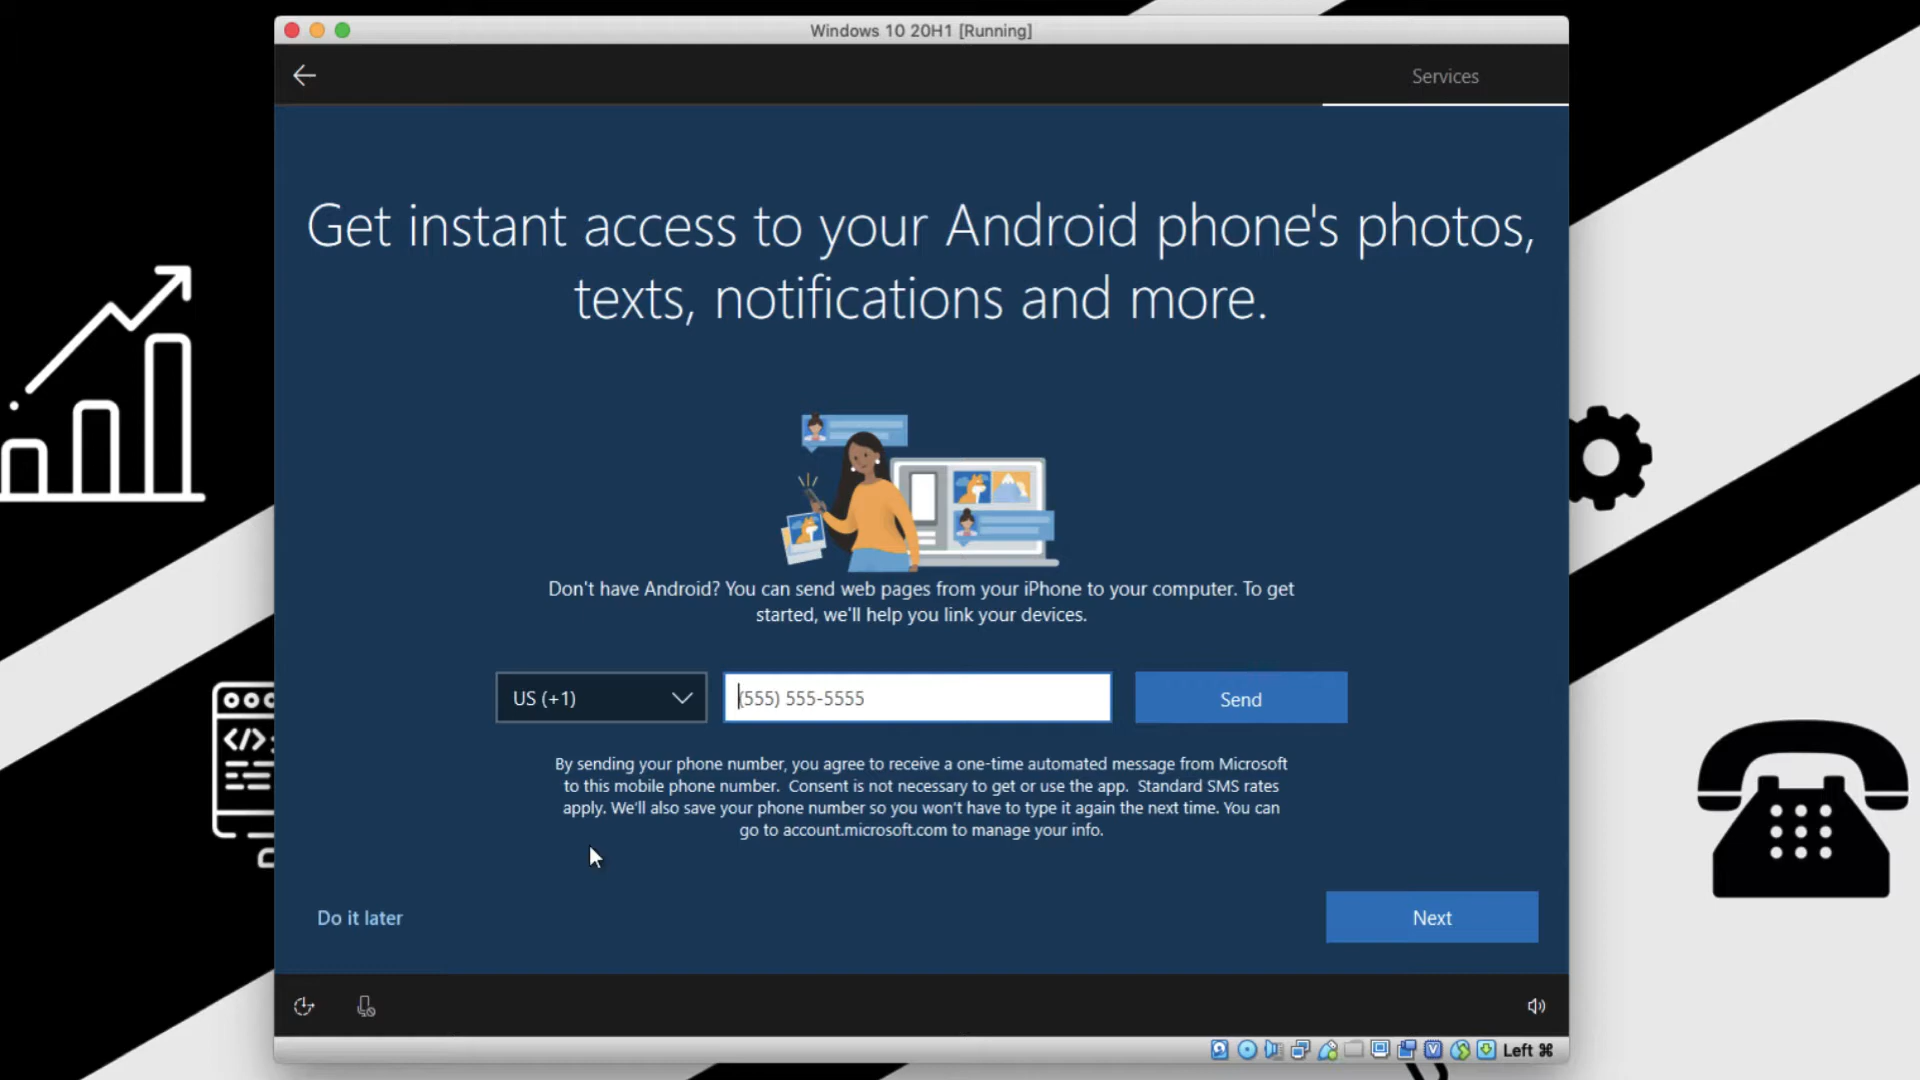 Windows 10 20H1 [Running]
Services
Get instant access to your Android phone's photos,
texts, notifications and more.
Don't have Android? You can send web pages from your iPhone to your computer. To get
started, we'll help you link your devices.
US (+1)
(555) 555-5555
Send
By sending your phone number, you agree to receive a one-time automated message from Microsoft
to this mobile phone number. Consent is not necessary to get or use the app. Standard SMS rates
apply. We'll also save your phone number so you won't have to type it again the next time. You can
go to account.microsoft.com to manage your info.
Do it later
Next
Left ⌘